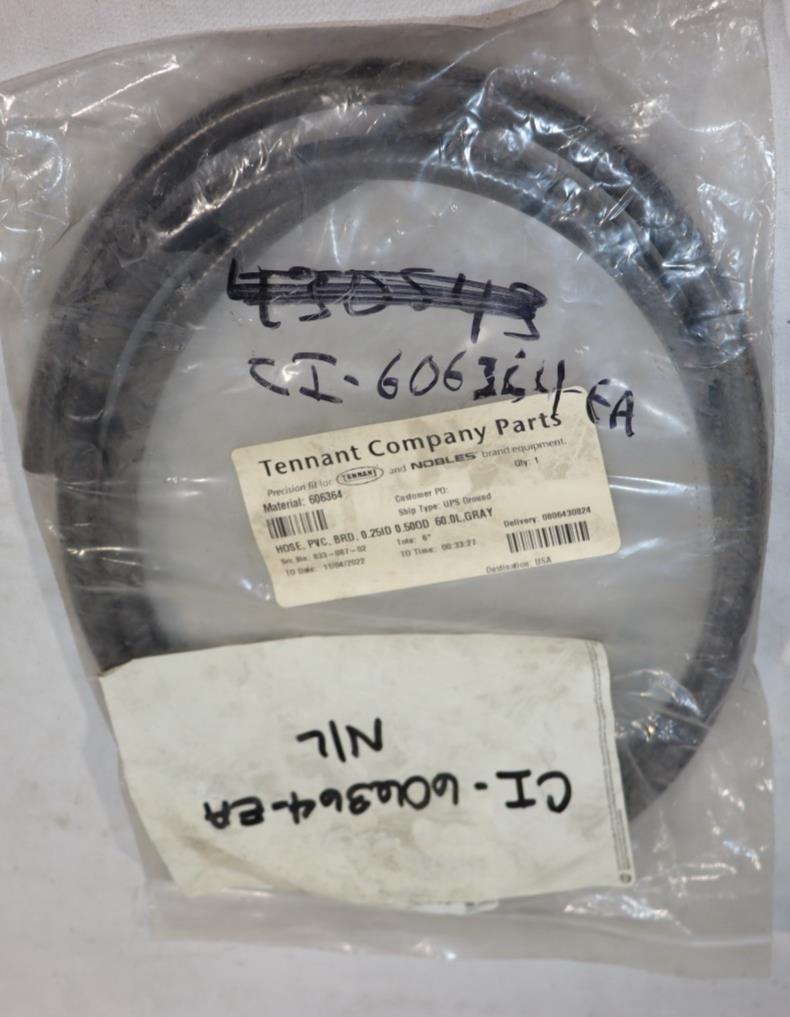 CI-606364-EA
Tennant Company Parts
Precision fit for TENNANT and NOBLES brand equipment.
Material: 606364
Customer PO:
Qty: 1
Ship Type: UPS Ground
HOSE, PVC, BRD, 0.25ID 0.50OD 60.0L,GRAY
Delivery: 0806430824
TO Date: 11/04/2022
TO Time: 00:33:27
Destination: USA
CI-606364-EA
N/L